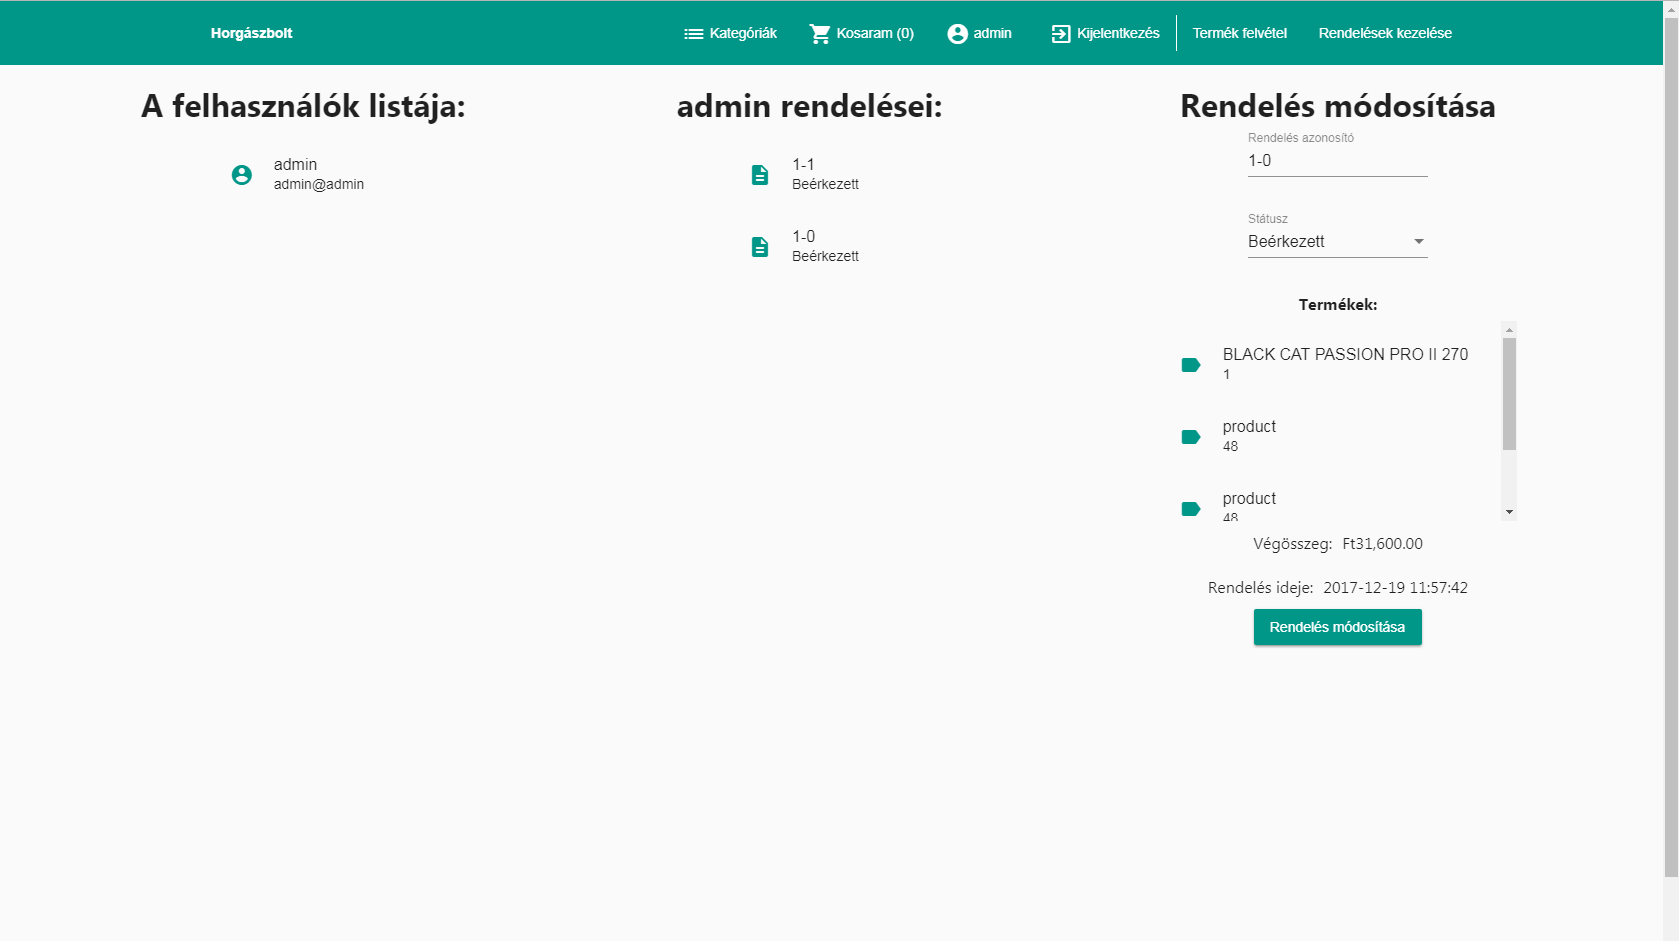 Horgászbolt
Kategóriák
Kosaram (0)
admin
Kijelentkezés
Termék felvétel
Rendelések kezelése
A felhasználók listája:
admin
admin@admin
admin rendelései:
1-1
Beérkezett
1-0
Beérkezett
Rendelés módosítása
Rendelés azonosító
1-0
Státusz
Beérkezett
Termékek:
BLACK CAT PASSION PRO II 270
1
product
48
product
48
Végösszeg: Ft31,600.00
Rendelés ideje: 2017-12-19 11:57:42
Rendelés módosítása